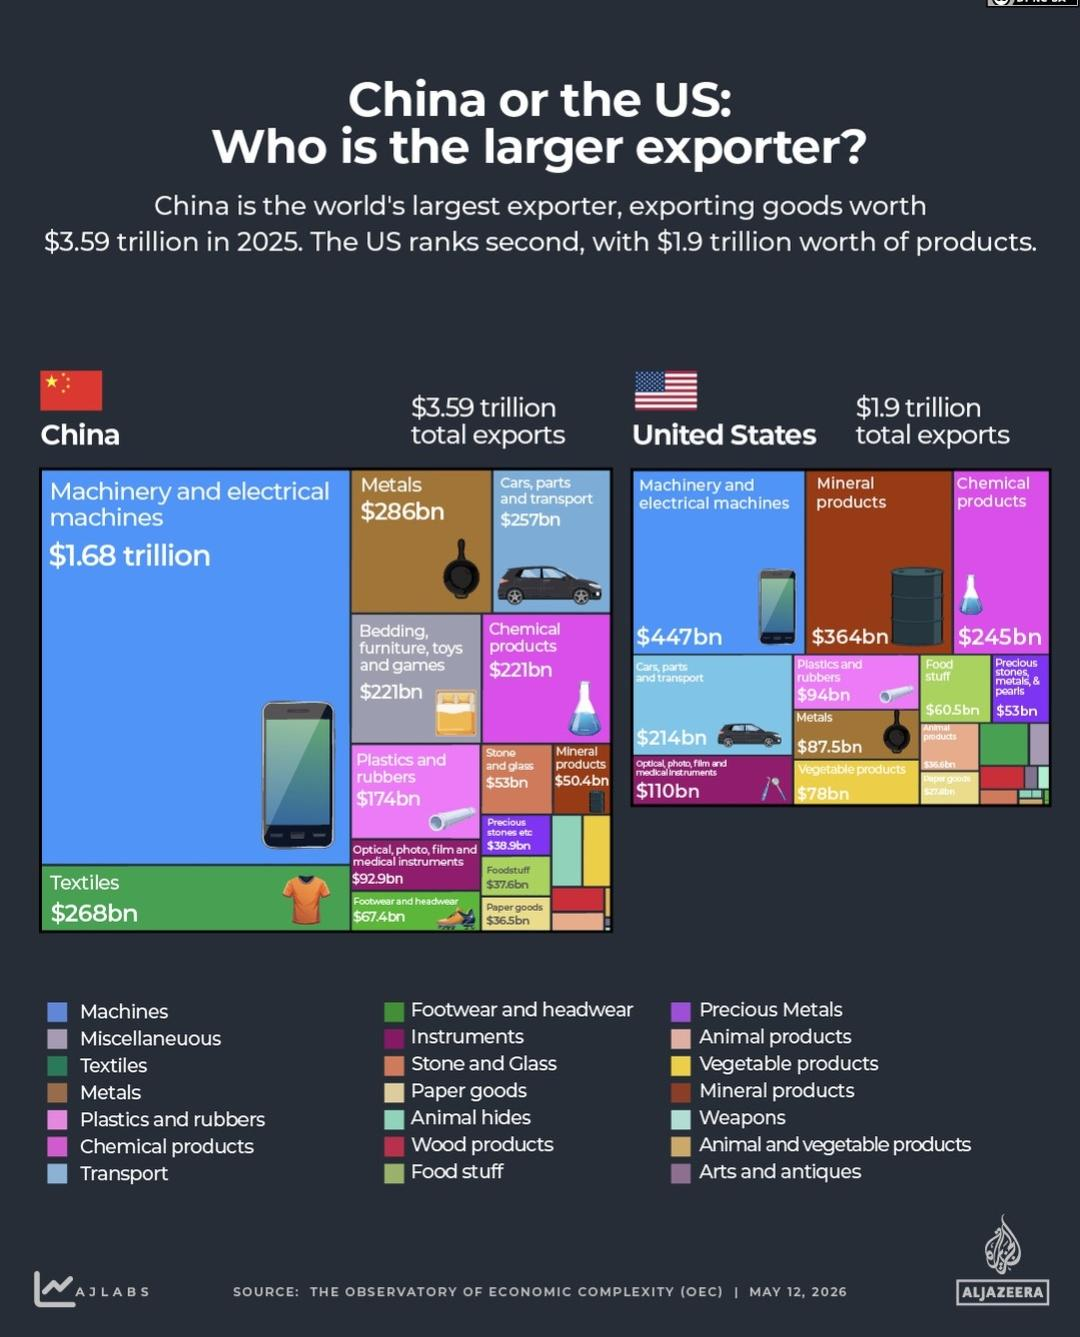 China or the US:
Who is the larger exporter?
China is the world's largest exporter, exporting goods worth
$3.59 trillion in 2025. The US ranks second, with $1.9 trillion worth of products.
China
$3.59 trillion
total exports
United States
$1.9 trillion
total exports
Machinery and electrical
machines
$1.68 trillion
Textiles
$268bn
Metals
$286bn
Cars, parts
and transport
$257bn
Bedding,
furniture, toys
and games
$221bn
Chemical
products
$221bn
Plastics and
rubbers
$174bn
Stone
and glass
$53bn
Mineral
products
$50.4bn
Optical, photo, film and
medical instruments
$92.9bn
Precious
stones etc
$38.9bn
Foodstuff
$37.6bn
Footwear and headwear
$67.4bn
Paper goods
$36.5bn
Machinery and
electrical machines
$447bn
Mineral
products
$364bn
Chemical
products
$245bn
Cars, parts
and transport
$214bn
Optical, photo, film and
medical instruments
$110bn
Plastics and
rubbers
$94bn
Metals
$87.5bn
Vegetable products
$78bn
Food
stuff
$60.5bn
Precious
stones,
metals, &
pearls
$53bn
Animal
products
$36.6bn
Paper goods
$27.8bn
Machines
Miscellaneuous
Textiles
Metals
Plastics and rubbers
Chemical products
Transport
Footwear and headwear
Instruments
Stone and Glass
Paper goods
Animal hides
Wood products
Food stuff
Precious Metals
Animal products
Vegetable products
Mineral products
Weapons
Animal and vegetable products
Arts and antiques
AJLABS
SOURCE: THE OBSERVATORY OF ECONOMIC COMPLEXITY (OEC) | MAY 12, 2026
ALJAZEERA